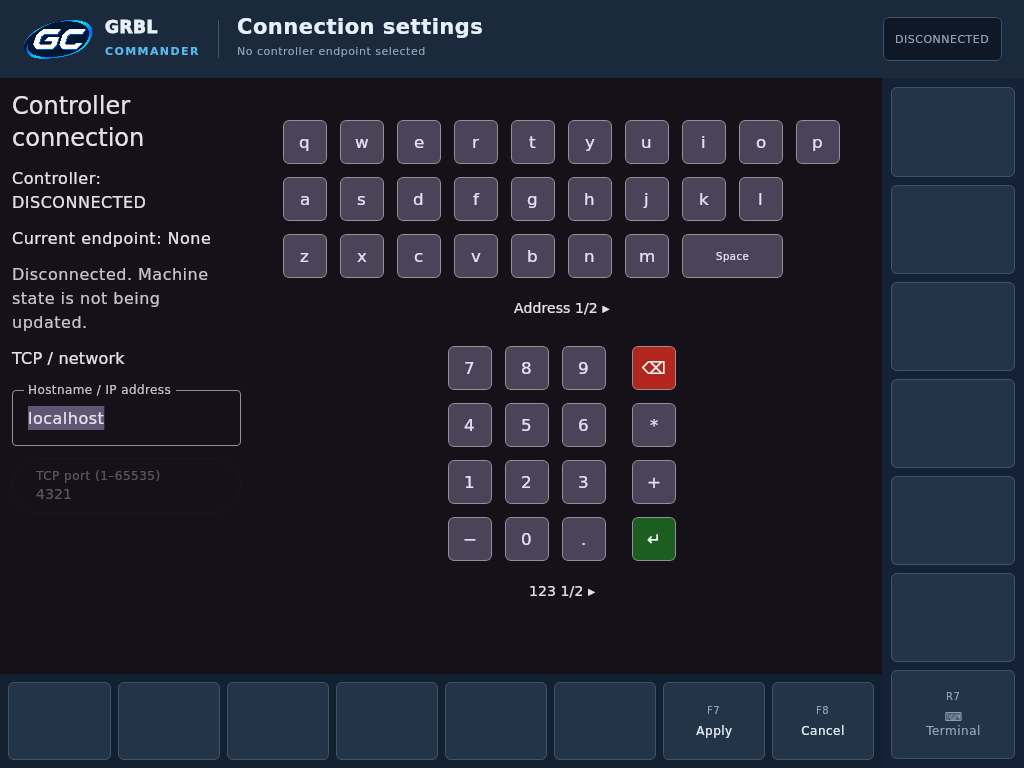 GC
GRBL
COMMANDER
Connection settings
No controller endpoint selected
DISCONNECTED
Controller
connection
Controller:
DISCONNECTED
Current endpoint: None
Disconnected. Machine
state is not being
updated.
TCP / network
Hostname / IP address
localhost
TCP port (1–65535)
4321
q w e r t y u i o p
a s d f g h j k l
z x c v b n m Space
Address 1/2 ▸
7 8 9 ⌫
4 5 6 *
1 2 3 +
− 0 . ↵
123 1/2 ▸
F7
Apply
F8
Cancel
R7
⌨
Terminal